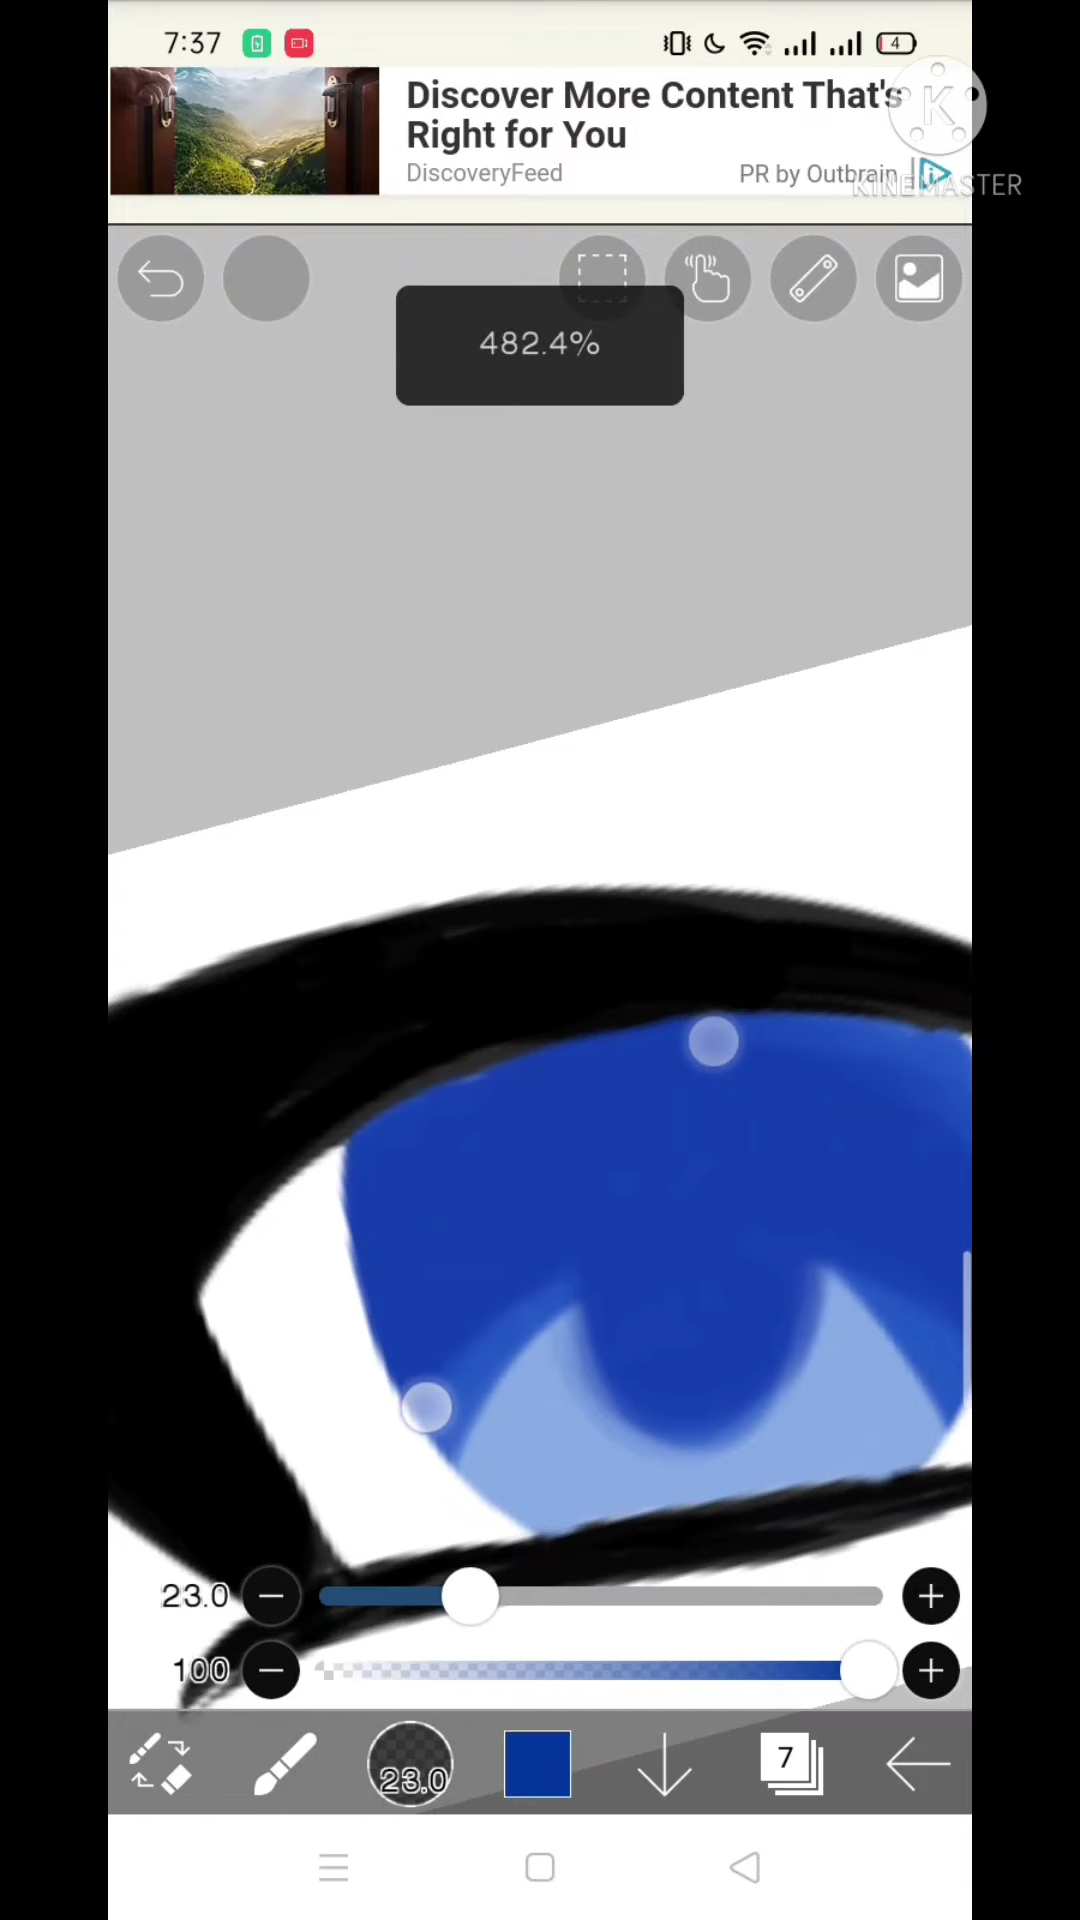 7:37
4
Discover More Content That's
Right for You
DiscoveryFeed
PR by Outbrain
K
KINEMASTER
482.4%
23.0
100
23.0
7